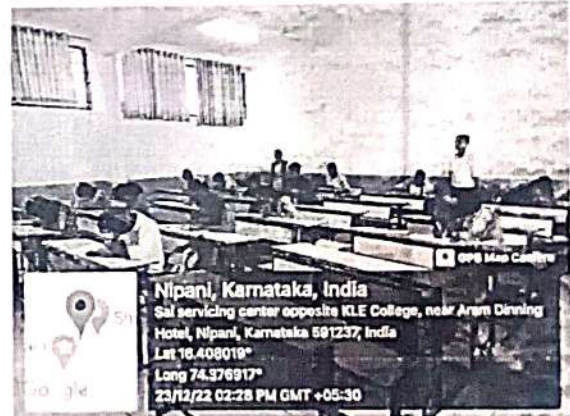 GPS Map Camera
Nipani, Karnataka, India
Sai servicing center opposite KLE College, near Aram Dinning
Hotel, Nipani, Karnataka 591237, India
Lat 16.408019°
Long 74.376917°
23/12/22 02:28 PM GMT +05:30
Google